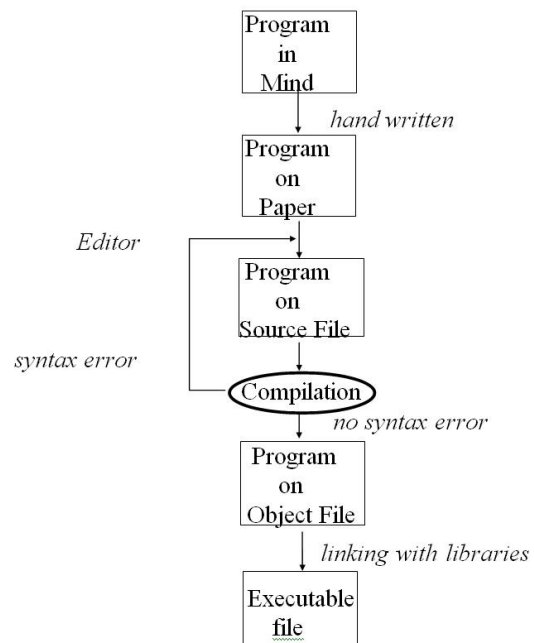 Program
in
Mind
hand written
Program
on
Paper
Editor
Program
on
Source File
syntax error
Compilation
no syntax error
Program
on
Object File
linking with libraries
Executable
file